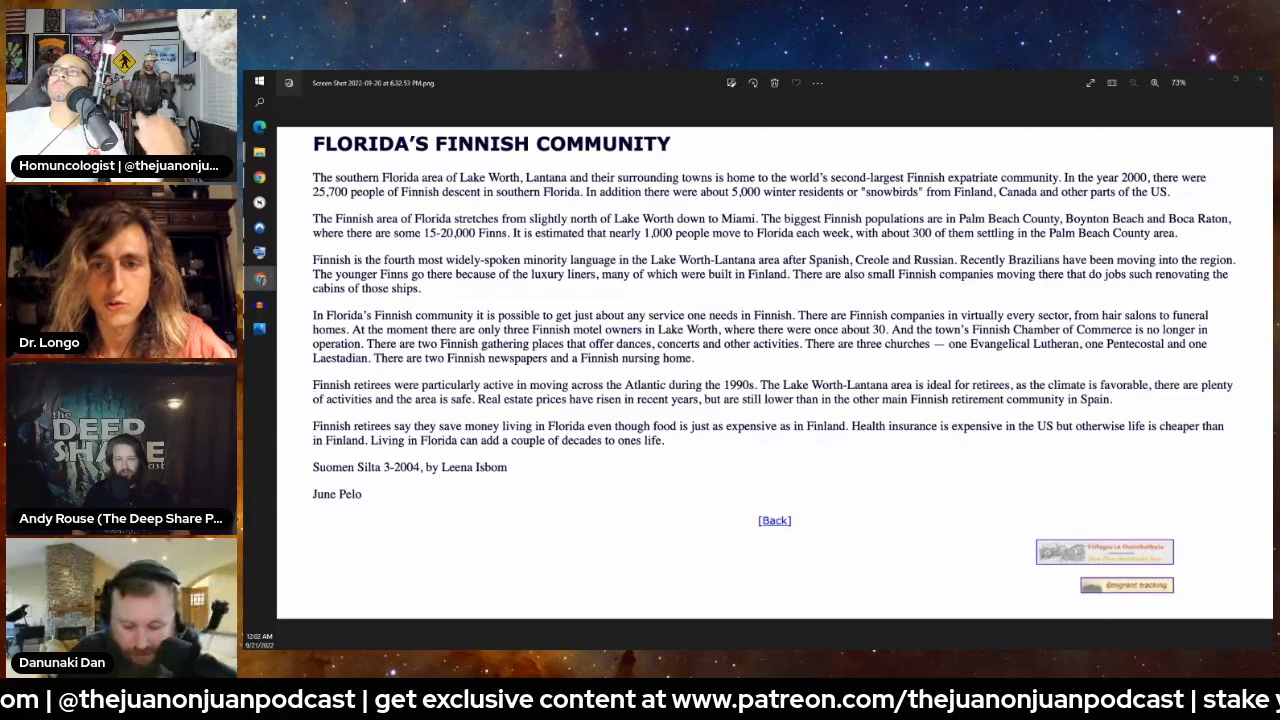 Homuncologist | @thejuanonju...
Dr. Longo
the
DEEP
SHARE
cast
Andy Rouse (The Deep Share P...
Danunaki Dan
Screen Shot 2022-09-20 at 6.32.53 PM.png
73%
FLORIDA'S FINNISH COMMUNITY
The southern Florida area of Lake Worth, Lantana and their surrounding towns is home to the world's second-largest Finnish expatriate community. In the year 2000, there were
25,700 people of Finnish descent in southern Florida. In addition there were about 5,000 winter residents or "snowbirds" from Finland, Canada and other parts of the US.
The Finnish area of Florida stretches from slightly north of Lake Worth down to Miami. The biggest Finnish populations are in Palm Beach County, Boynton Beach and Boca Raton,
where there are some 15-20,000 Finns. It is estimated that nearly 1,000 people move to Florida each week, with about 300 of them settling in the Palm Beach County area.
Finnish is the fourth most widely-spoken minority language in the Lake Worth-Lantana area after Spanish, Creole and Russian. Recently Brazilians have been moving into the region.
The younger Finns go there because of the luxury liners, many of which were built in Finland. There are also small Finnish companies moving there that do jobs such renovating the
cabins of those ships.
In Florida's Finnish community it is possible to get just about any service one needs in Finnish. There are Finnish companies in virtually every sector, from hair salons to funeral
homes. At the moment there are only three Finnish motel owners in Lake Worth, where there were once about 30. And the town's Finnish Chamber of Commerce is no longer in
operation. There are two Finnish gathering places that offer dances, concerts and other activities. There are three churches — one Evangelical Lutheran, one Pentecostal and one
Laestadian. There are two Finnish newspapers and a Finnish nursing home.
Finnish retirees were particularly active in moving across the Atlantic during the 1990s. The Lake Worth-Lantana area is ideal for retirees, as the climate is favorable, there are plenty
of activities and the area is safe. Real estate prices have risen in recent years, but are still lower than in the other main Finnish retirement community in Spain.
Finnish retirees say they save money living in Florida even though food is just as expensive as in Finland. Health insurance is expensive in the US but otherwise life is cheaper than
in Finland. Living in Florida can add a couple of decades to ones life.
Suomen Silta 3-2004, by Leena Isbom
June Pelo
[Back]
Emigrant tracking
12:02 AM
9/21/2022
om | @thejuanonjuanpodcast | get exclusive content at www.patreon.com/thejuanonjuanpodcast | stake